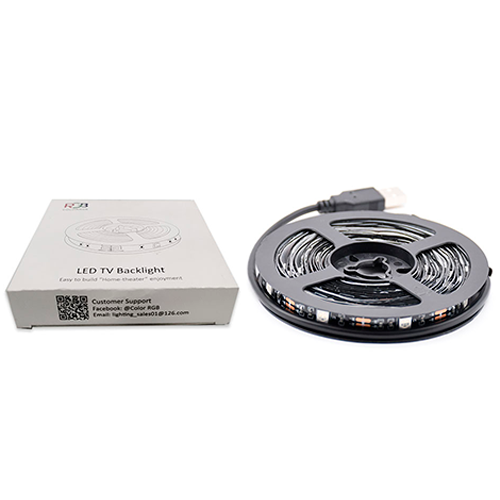 RGB
LED TV Backlight
Easy to build "Home-theater" enjoyment
Customer Support
Facebook: @Color RGB
Email: lighting_sales01@126.com